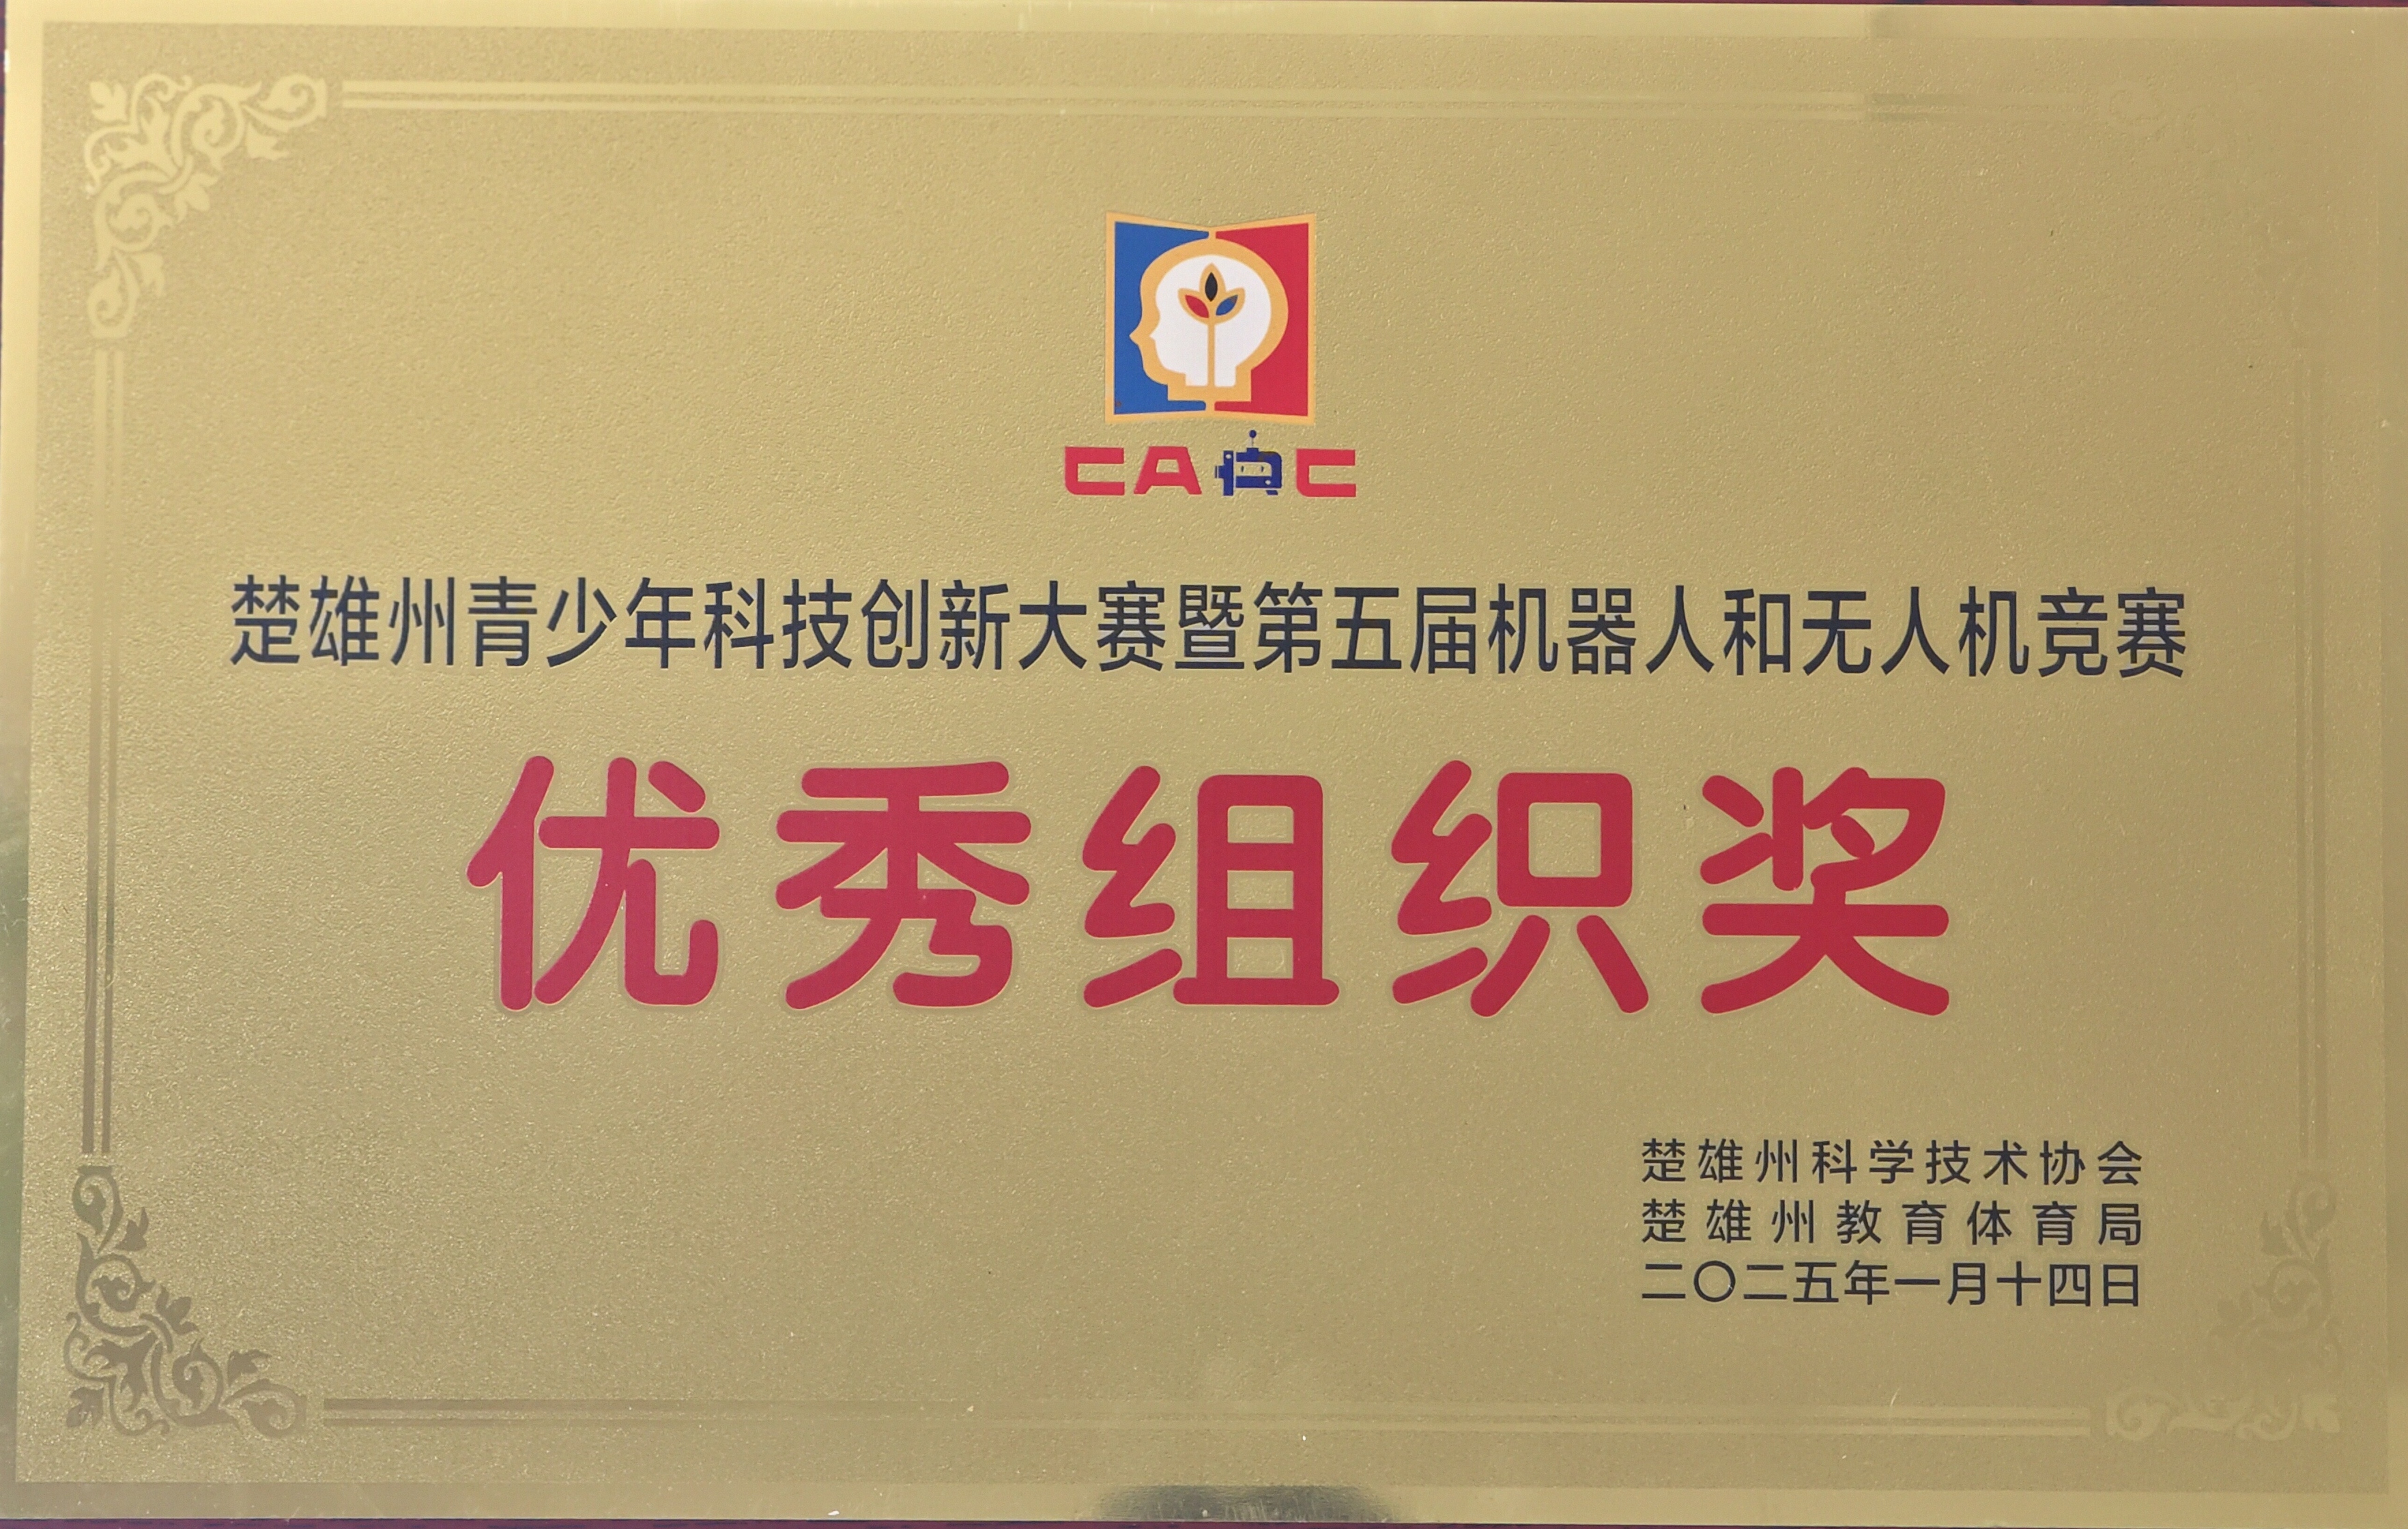 CARC
楚雄州青少年科技创新大赛暨第五届机器人和无人机竞赛
优秀组织奖
楚雄州科学技术协会
楚雄州教育体育局
二〇二五年一月十四日